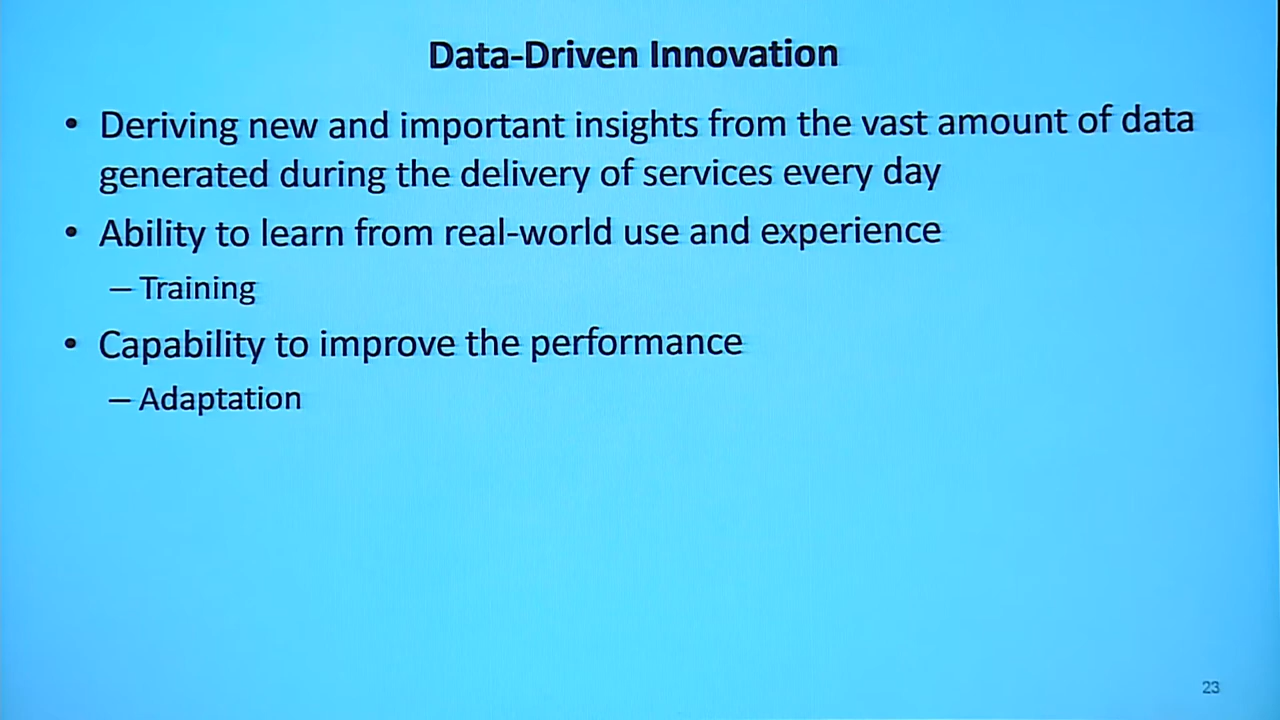 Data-Driven Innovation
• Deriving new and important insights from the vast amount of data
generated during the delivery of services every day
• Ability to learn from real-world use and experience
– Training
• Capability to improve the performance
– Adaptation
23